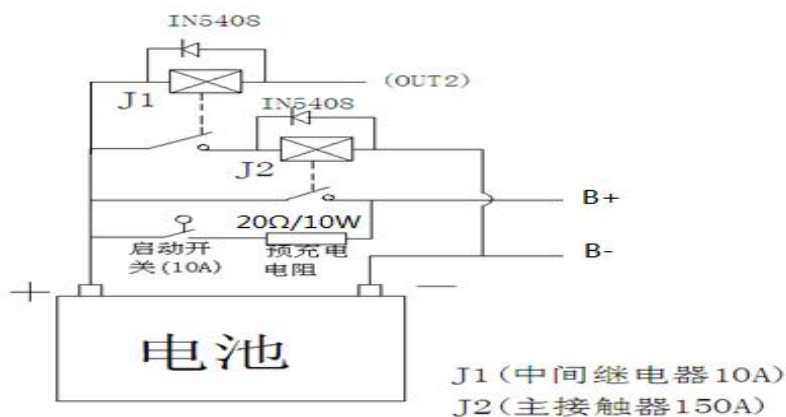 IN5408
J1
(OUT2)
IN5408
J2
B+
20Ω/10W
启动开
关(10A)
预充电
电阻
B-
+
—
电池
J1(中间继电器10A)
J2(主接触器150A)